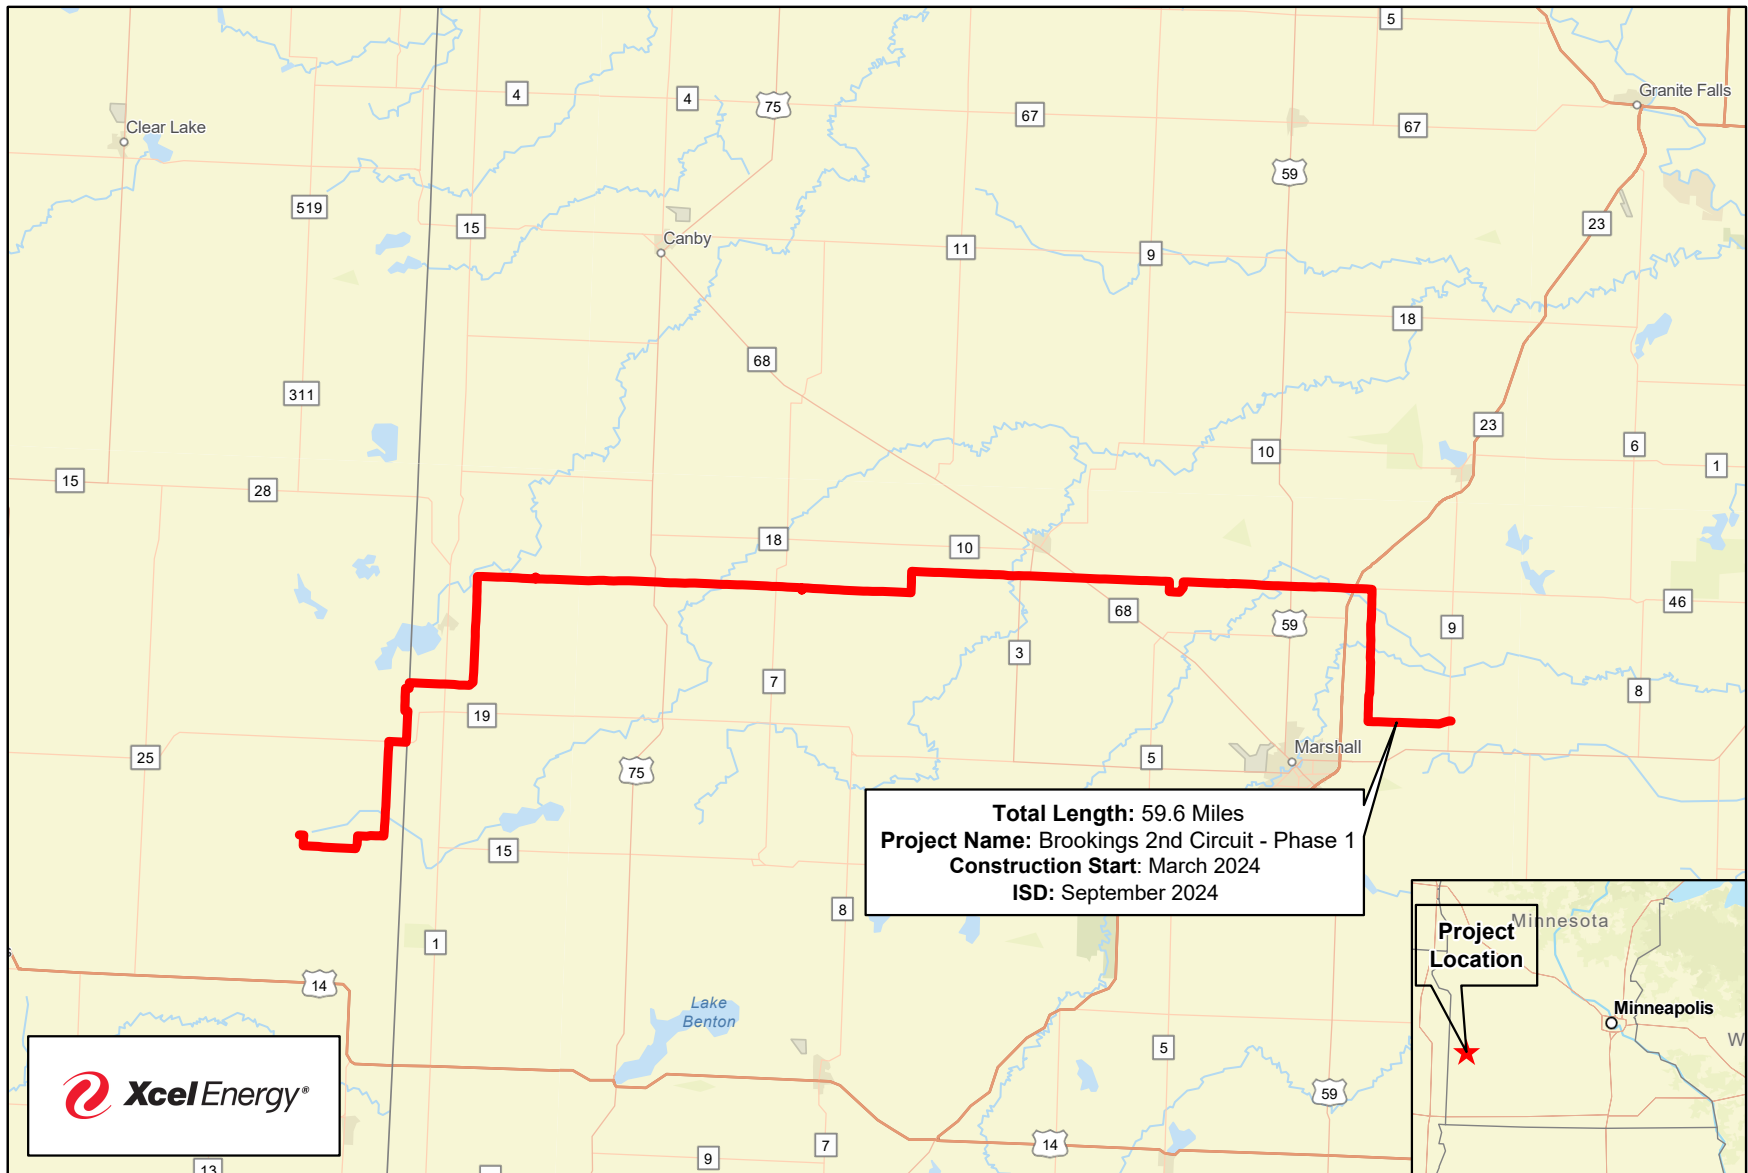 5
Granite Falls
4
4
75
67
67
Clear Lake
59
519
15
23
Canby
11
9
18
68
311
23
10
6
1
15
28
18
10
46
68
59
9
3
7
8
19
Marshall
25
75
5
Total Length: 59.6 Miles
Project Name: Brookings 2nd Circuit - Phase 1
Construction Start: March 2024
ISD: September 2024
15
8
1
14
Lake
Benton
5
59
14
7
9
13
Xcel Energy®
Minnesota
Project
Location
Minneapolis
W